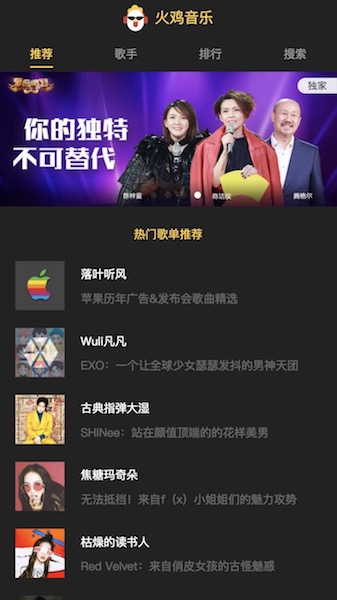 火鸡音乐
推荐 歌手 排行 搜索
独家
你的独特
不可替代
陈洁仪 腾格尔
热门歌单推荐
落叶听风
苹果历年广告&发布会歌曲精选
Wuli凡凡
EXO：一个让全球少女瑟瑟发抖的男神天团
古典指弹大湿
SHINee：站在颜值顶端的的花样美男
焦糖玛奇朵
无法抵挡！来自f（x）小姐姐们的魅力攻势
枯燥的读书人
Red Velvet：来自俏皮女孩的古怪魅惑